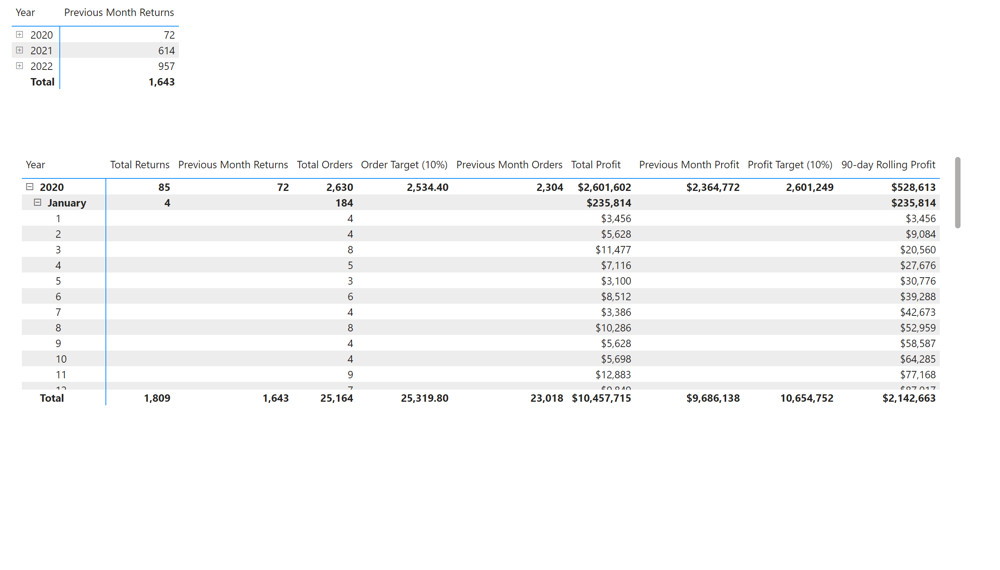 Year Previous Month Returns
2020 72
2021 614
2022 957
Total 1,643
Year Total Returns Previous Month Returns Total Orders Order Target (10%) Previous Month Orders Total Profit Previous Month Profit Profit Target (10%) 90-day Rolling Profit
2020 85 72 2,630 2,534.40 2,304 $2,601,602 $2,364,772 2,601,249 $528,613
January 4 184 $235,814 $235,814
1 4 $3,456 $3,456
2 4 $5,628 $9,084
3 8 $11,477 $20,560
4 5 $7,116 $27,676
5 3 $3,100 $30,776
6 6 $8,512 $39,288
7 4 $3,386 $42,673
8 8 $10,286 $52,959
9 4 $5,628 $58,587
10 4 $5,698 $64,285
11 9 $12,883 $77,168
12 7 $9,849 $87,017
Total 1,809 1,643 25,164 25,319.80 23,018 $10,457,715 $9,686,138 10,654,752 $2,142,663